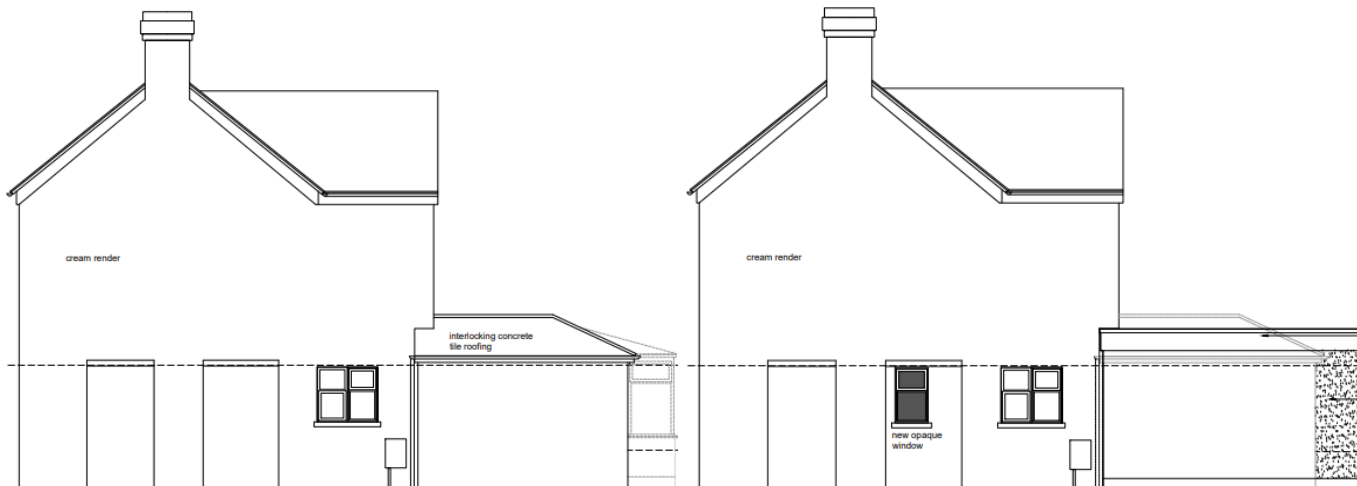 cream render
interlocking concrete
tile roofing
cream render
new opaque
window